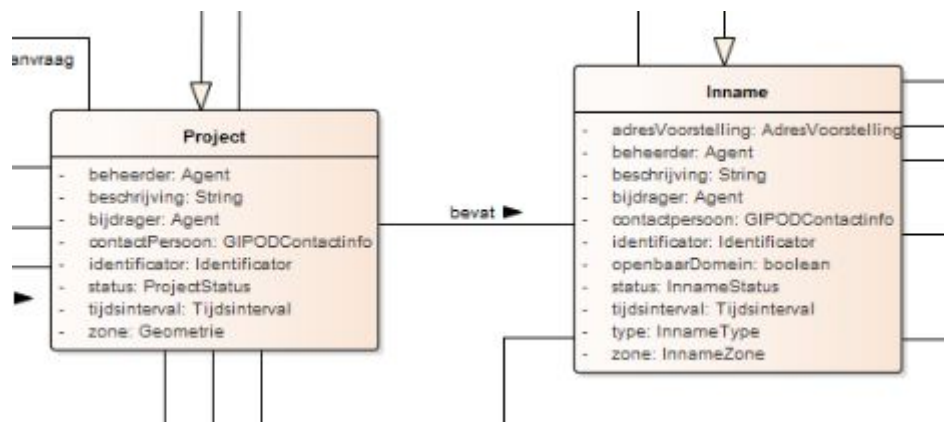 anvraag
Project
- beheerder: Agent
- beschrijving: String
- bijdrager: Agent
- contactPersoon: GIPODContactinfo
- identificator: Identificator
- status: ProjectStatus
- tijdsinterval: Tijdsinterval
- zone: Geometrie
bevat
Inname
- adresVoorstelling: AdresVoorstelling
- beheerder: Agent
- beschrijving: String
- bijdrager: Agent
- contactpersoon: GIPODContactinfo
- identificator: Identificator
- openbaarDomein: boolean
- status: InnameStatus
- tijdsinterval: Tijdsinterval
- type: InnameType
- zone: InnameZone